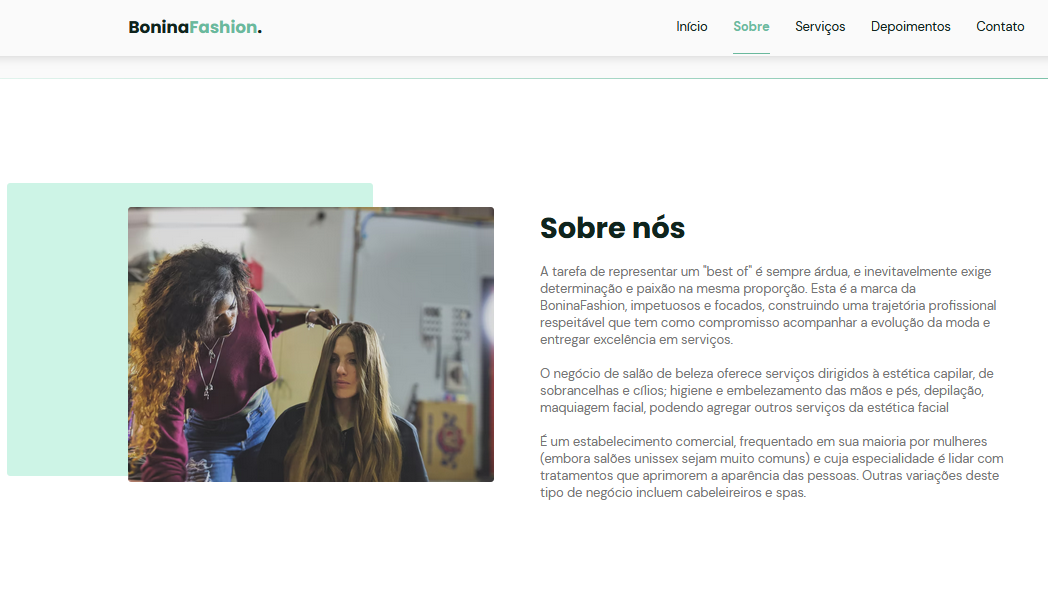 BoninaFashion.
Início Sobre Serviços Depoimentos Contato
Sobre nós
A tarefa de representar um "best of" é sempre árdua, e inevitavelmente exige
determinação e paixão na mesma proporção. Esta é a marca da
BoninaFashion, impetuosos e focados, construindo uma trajetória profissional
respeitável que tem como compromisso acompanhar a evolução da moda e
entregar excelência em serviços.
O negócio de salão de beleza oferece serviços dirigidos à estética capilar, de
sobrancelhas e cílios; higiene e embelezamento das mãos e pés, depilação,
maquiagem facial, podendo agregar outros serviços da estética facial
É um estabelecimento comercial, frequentado em sua maioria por mulheres
(embora salões unissex sejam muito comuns) e cuja especialidade é lidar com
tratamentos que aprimorem a aparência das pessoas. Outras variações deste
tipo de negócio incluem cabeleireiros e spas.